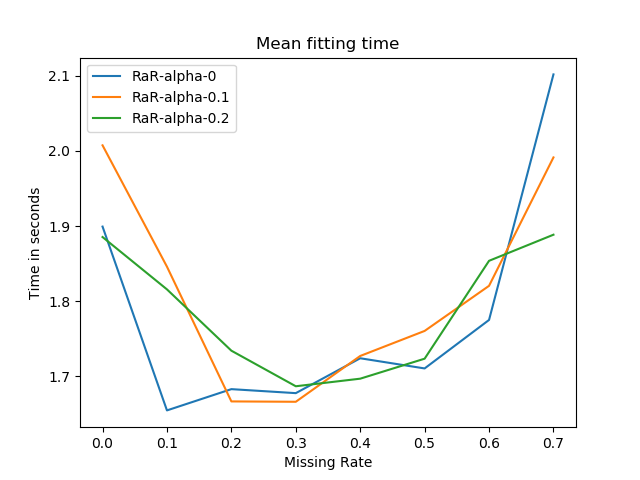 Mean fitting time
RaR-alpha-0
RaR-alpha-0.1
RaR-alpha-0.2
Time in seconds
2.1
2.0
1.9
1.8
1.7
0.0 0.1 0.2 0.3 0.4 0.5 0.6 0.7
Missing Rate